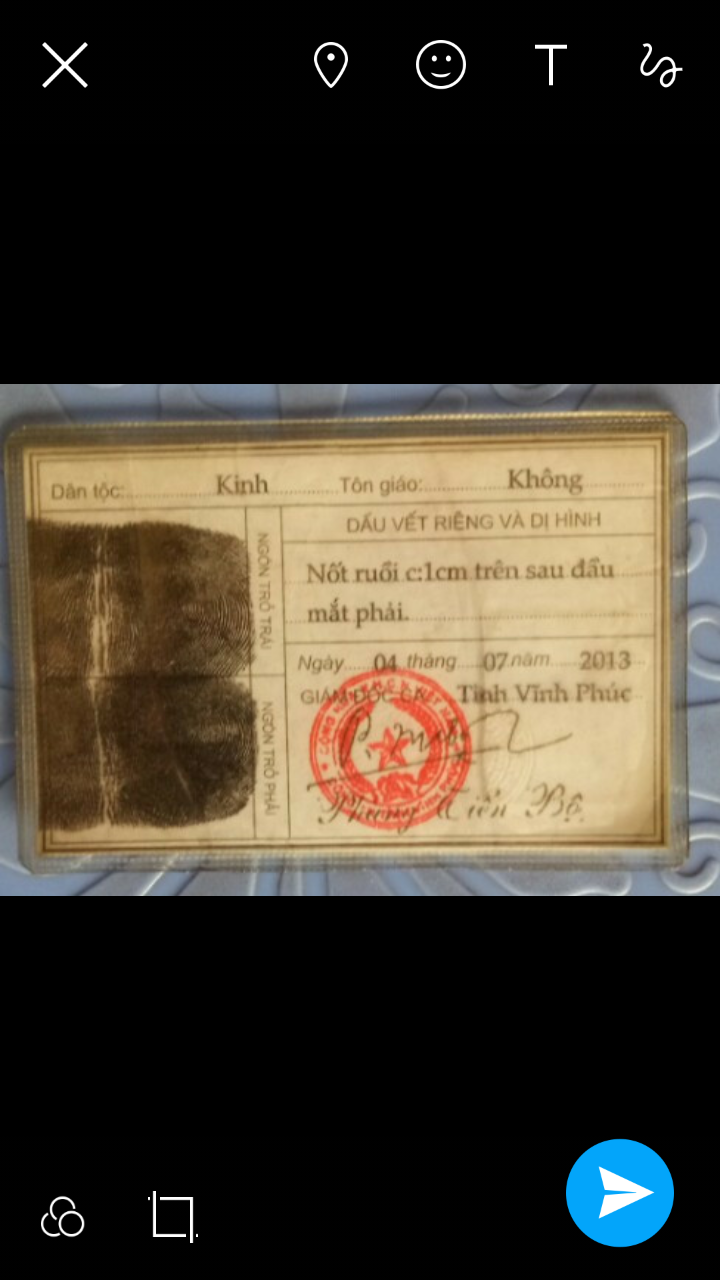 T
Dân tộc: Kinh Tôn giáo: Không
NGÓN TRỎ TRÁI
NGÓN TRỎ PHẢI
DẤU VẾT RIÊNG VÀ DỊ HÌNH
Nốt ruồi c:1cm trên sau đầu
mắt phải.
Ngày 04 tháng 07 năm 2013
GIÁM ĐỐC CA Tỉnh Vĩnh Phúc
Phùng Tiến Bộ